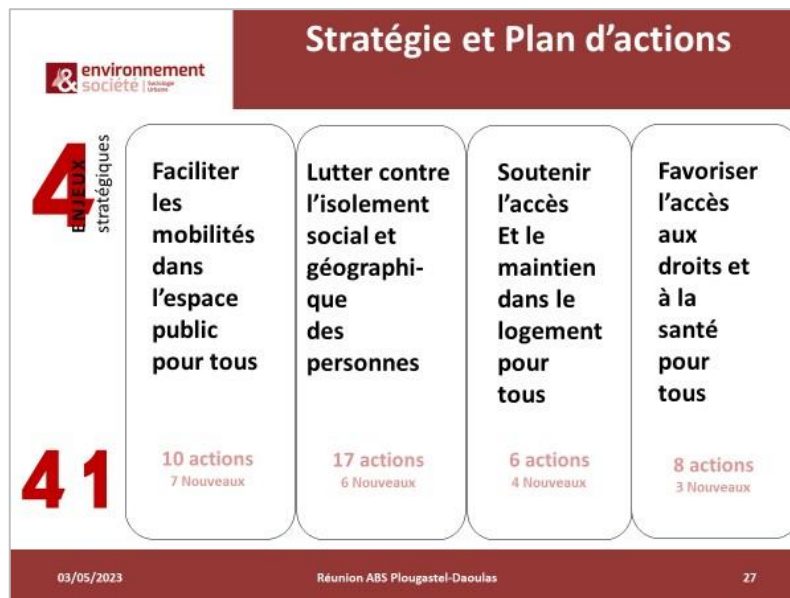 Stratégie et Plan d’actions
& environnement
société | Sociologie
Urbaine
4
ENJEUX
stratégiques
Faciliter
les
mobilités
dans
l’espace
public
pour tous
Lutter contre
l’isolement
social et
géographi-
que
des
personnes
Soutenir
l’accès
Et le
maintien
dans le
logement
pour
tous
Favoriser
l’accès
aux
droits et
à la
santé
pour
tous
41
10 actions
7 Nouveaux
17 actions
6 Nouveaux
6 actions
4 Nouveaux
8 actions
3 Nouveaux
03/05/2023
Réunion ABS Plougastel-Daoulas
27